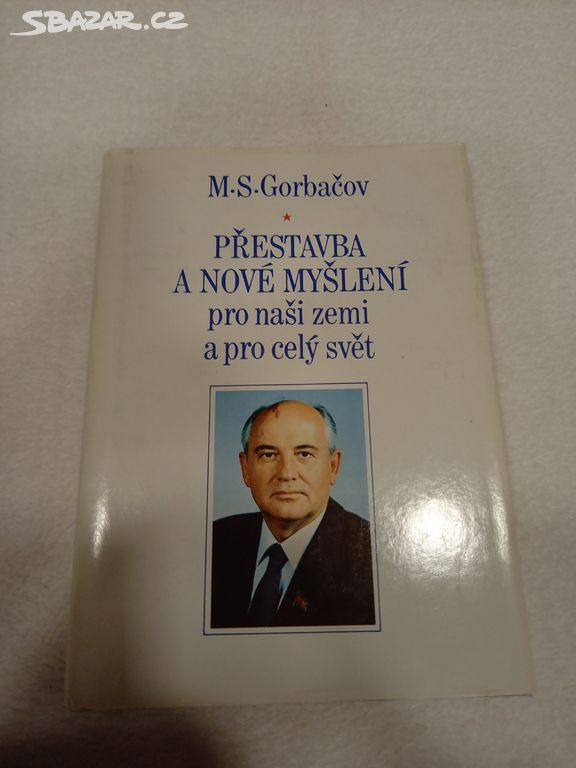 SBAZAR.CZ
M.S.Gorbačov
PŘESTAVBA
A NOVÉ MYŠLENÍ
pro naši zemi
a pro celý svět